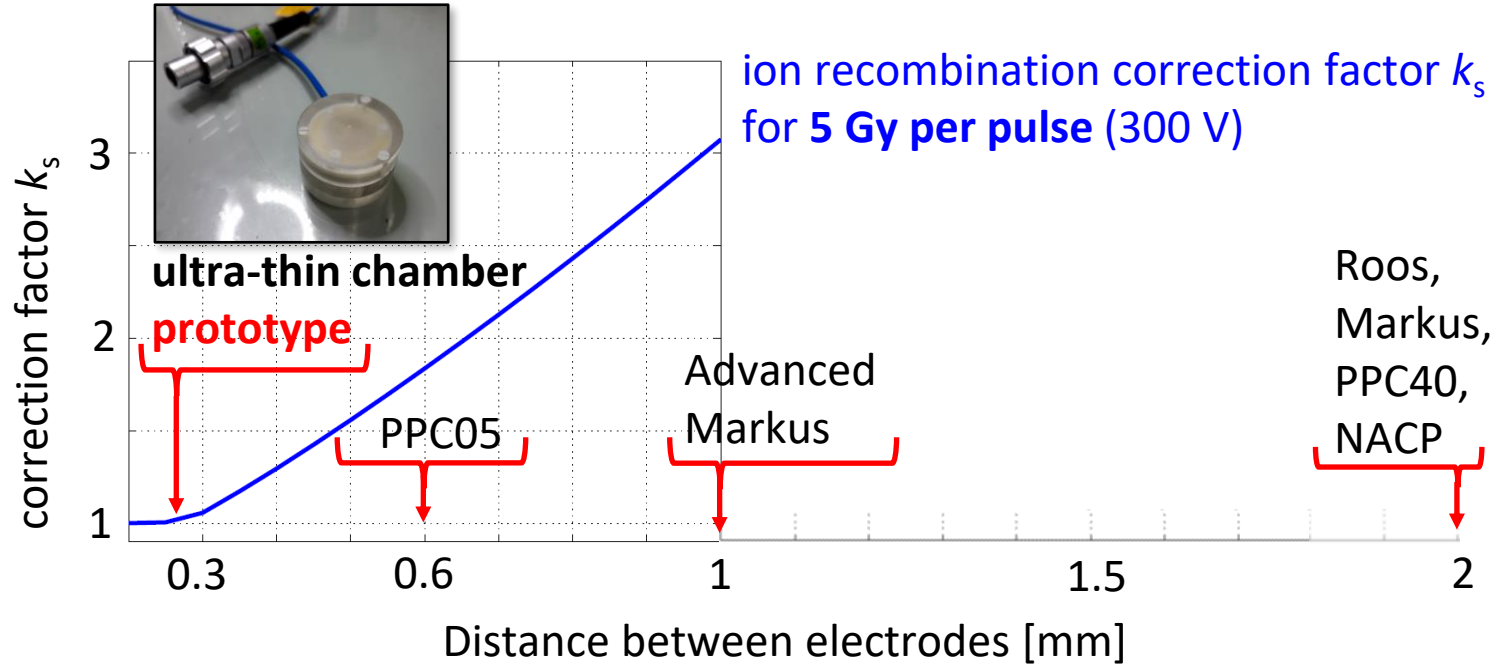 ion recombination correction factor ks
for 5 Gy per pulse (300 V)
correction factor ks
3
2
1
ultra-thin chamber
prototype
PPC05
Advanced
Markus
Roos,
Markus,
PPC40,
NACP
0.3
0.6
1
1.5
2
Distance between electrodes [mm]